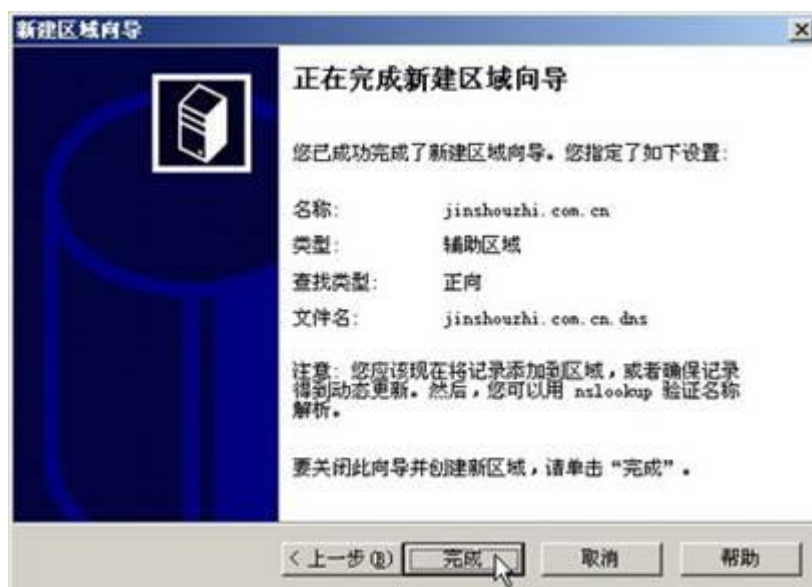 新建区域向导
正在完成新建区域向导
您已成功完成了新建区域向导。您指定了如下设置:
名称: jinshouzhi.com.cn
类型: 辅助区域
查找类型: 正向
文件名: jinshouzhi.com.cn.dns
注意: 您应该现在将记录添加到区域，或者确保记录
得到动态更新。然后，您可以用 nslookup 验证名称
解析。
要关闭此向导并创建新区域，请单击“完成”。
< 上一步(B) 完成 取消 帮助